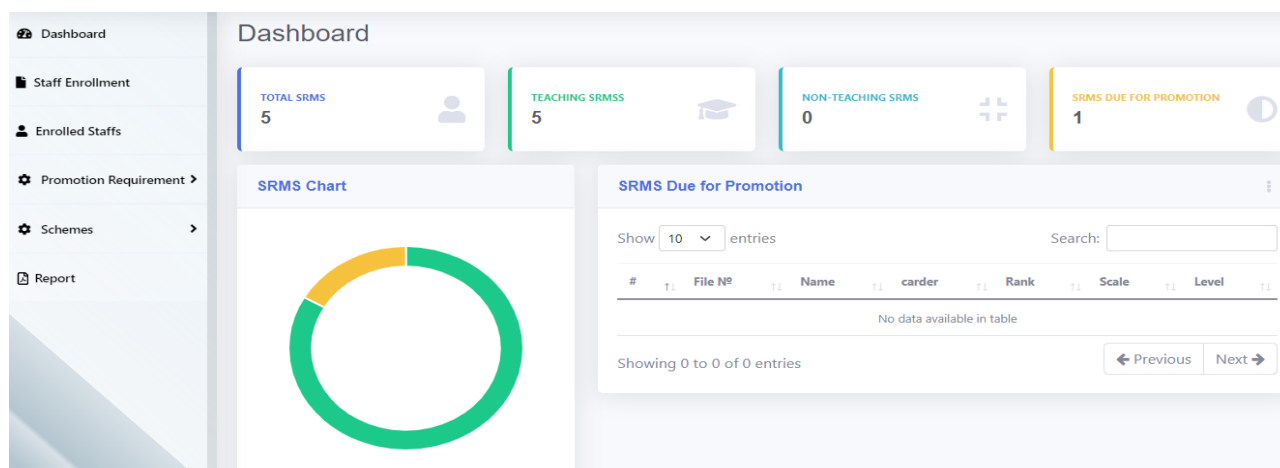 Dashboard
Staff Enrollment
Enrolled Staffs
Promotion Requirement
Schemes
Report
Dashboard
TOTAL SRMS
5
TEACHING SRMSS
5
NON-TEACHING SRMS
0
SRMS DUE FOR PROMOTION
1
SRMS Chart
SRMS Due for Promotion
Show 10 entries Search:
# File Nº Name carder Rank Scale Level
No data available in table
Showing 0 to 0 of 0 entries
Previous Next